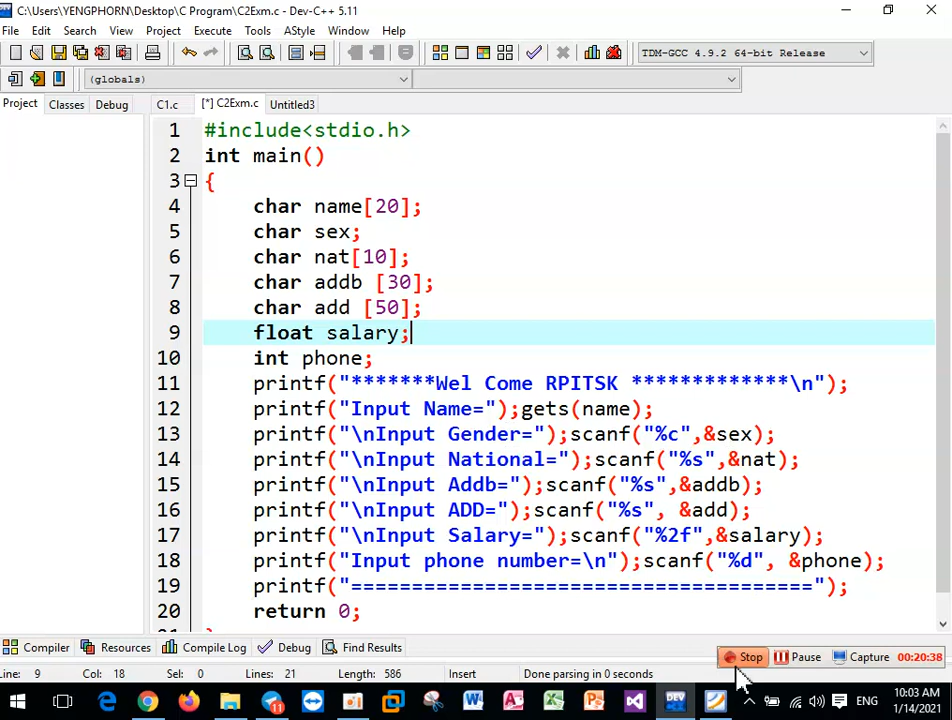 C:\Users\YENGPHORN\Desktop\C Program\C2Exm.c - Dev-C++ 5.11
File Edit Search View Project Execute Tools AStyle Window Help
TDM-GCC 4.9.2 64-bit Release
(globals)
Project Classes Debug C1.c [*] C2Exm.c Untitled3
1 #include<stdio.h>
2 int main()
3 {
4 char name[20];
5 char sex;
6 char nat[10];
7 char addb [30];
8 char add [50];
9 float salary;
10 int phone;
11 printf("*******Wel Come RPITSK *************\n");
12 printf("Input Name=");gets(name);
13 printf("\nInput Gender=");scanf("%c",&sex);
14 printf("\nInput National=");scanf("%s",&nat);
15 printf("\nInput Addb=");scanf("%s",&addb);
16 printf("\nInput ADD=");scanf("%s", &add);
17 printf("\nInput Salary=");scanf("%2f",&salary);
18 printf("Input phone number=\n");scanf("%d", &phone);
19 printf("======================================");
20 return 0;
Compiler Resources Compile Log Debug Find Results
Stop Pause Capture 00:20:38
Line: 9 Col: 18 Sel: 0 Lines: 21 Length: 586 Insert Done parsing in 0 seconds
ENG
10:03 AM
1/14/2021